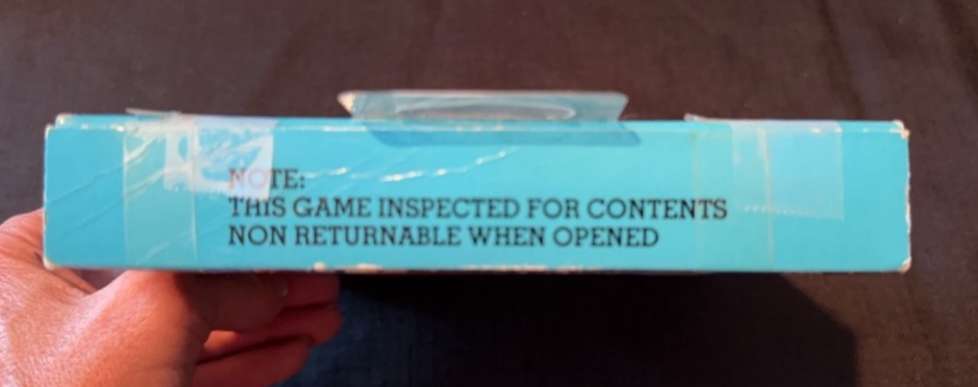 NOTE:
THIS GAME INSPECTED FOR CONTENTS
NON RETURNABLE WHEN OPENED